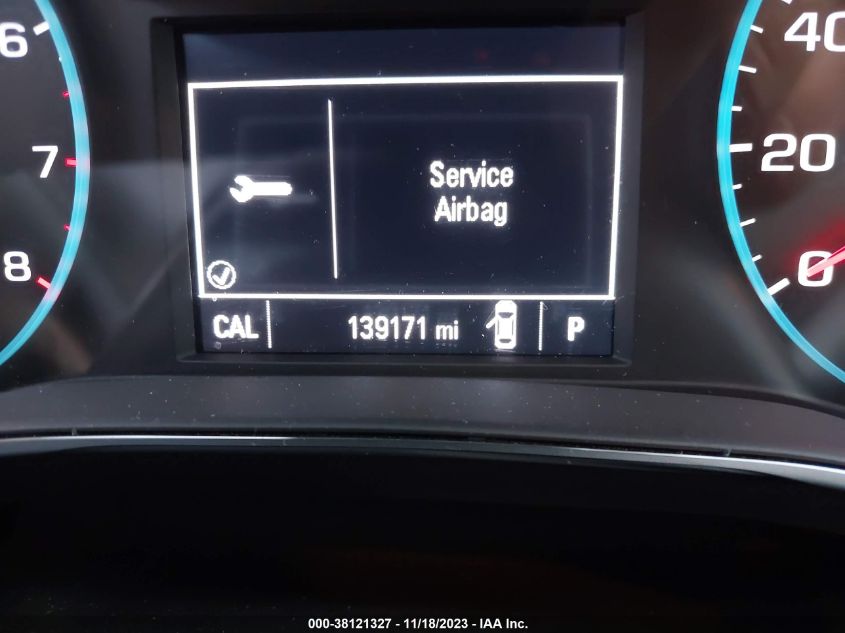 6
7
8
Service
Airbag
CAL
139171 mi
P
40
20
0
000-38121327 - 11/18/2023 - IAA Inc.